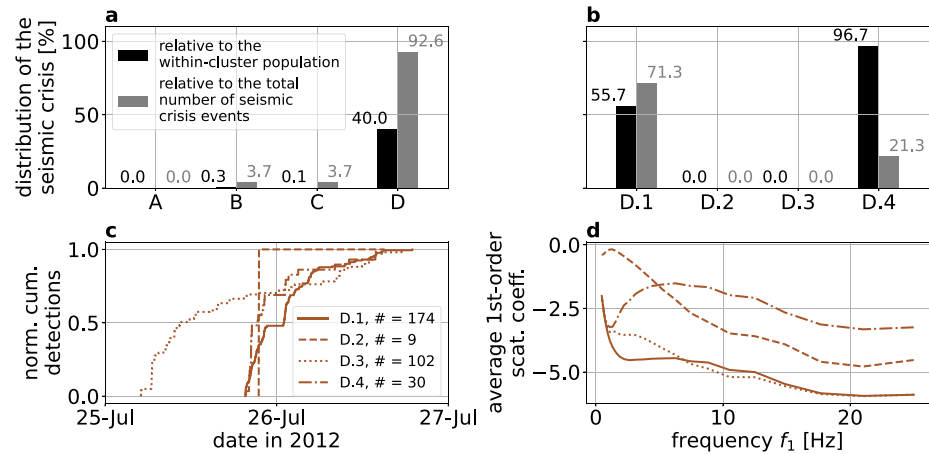 a
distribution of the
seismic crisis [%]
100
50
0
relative to the
within-cluster population
relative to the total
number of seismic
crisis events
0.0
0.0
0.3
3.7
0.1
3.7
40.0
92.6
A
B
C
D
b
55.7
71.3
0.0
0.0
0.0
0.0
96.7
21.3
D.1
D.2
D.3
D.4
c
norm. cum.
detections
1.0
0.5
0.0
D.1, # = 174
D.2, # = 9
D.3, # = 102
D.4, # = 30
25-Jul
26-Jul
27-Jul
date in 2012
d
average 1st-order
scat. coeff.
0.0
−2.5
−5.0
0
10
20
frequency f₁ [Hz]